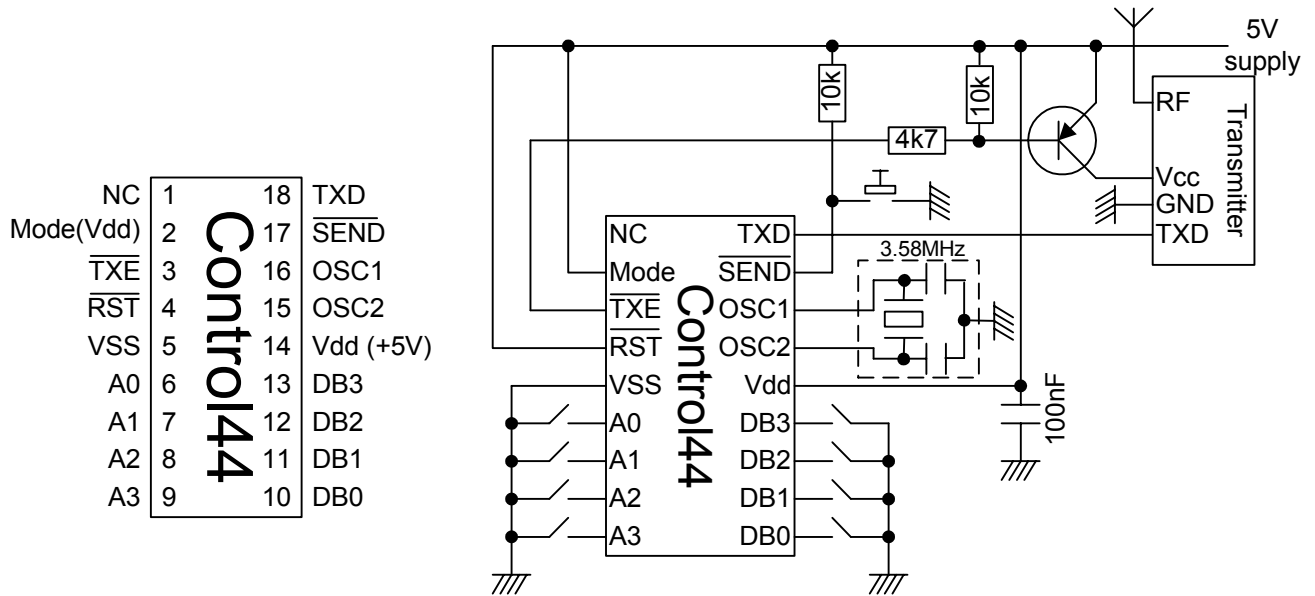 NC 1 18 TXD
Mode(Vdd) 2 17 SEND
TXE 3 16 OSC1
RST 4 15 OSC2
VSS 5 14 Vdd (+5V)
A0 6 13 DB3
A1 7 12 DB2
A2 8 11 DB1
A3 9 10 DB0
Control44
5V
supply
10k
10k
4k7
RF
Vcc
GND
TXD
Transmitter
3.58MHz
NC TXD
Mode SEND
TXE OSC1
RST OSC2
VSS Vdd
A0 DB3
A1 DB2
A2 DB1
A3 DB0
Control44
100nF